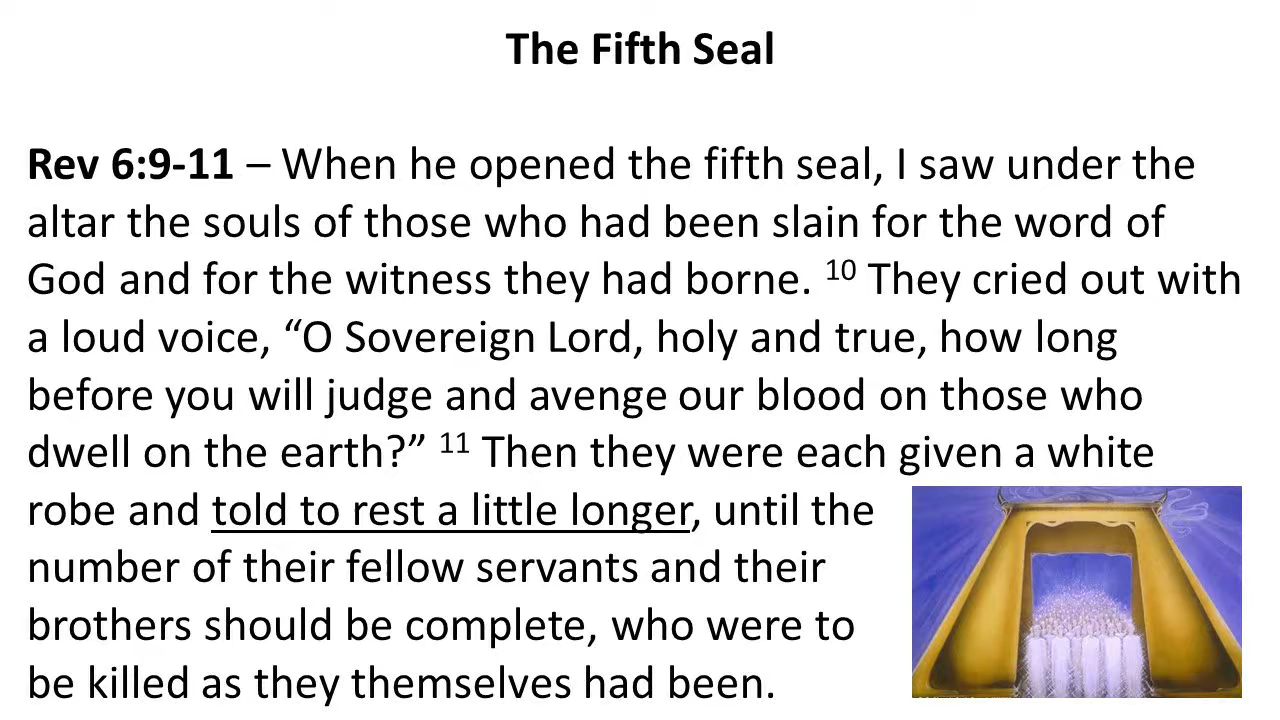 The Fifth Seal
Rev 6:9-11 – When he opened the fifth seal, I saw under the
altar the souls of those who had been slain for the word of
God and for the witness they had borne. 10 They cried out with
a loud voice, “O Sovereign Lord, holy and true, how long
before you will judge and avenge our blood on those who
dwell on the earth?” 11 Then they were each given a white
robe and told to rest a little longer, until the
number of their fellow servants and their
brothers should be complete, who were to
be killed as they themselves had been.